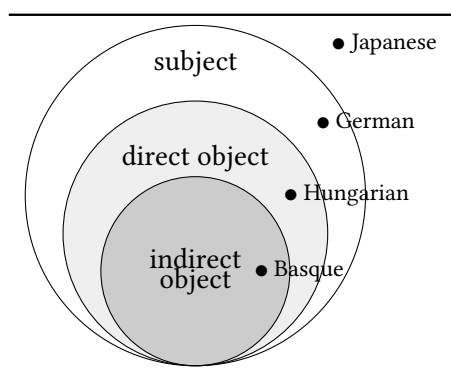 Japanese
subject
German
direct object
Hungarian
indirect
object
Basque